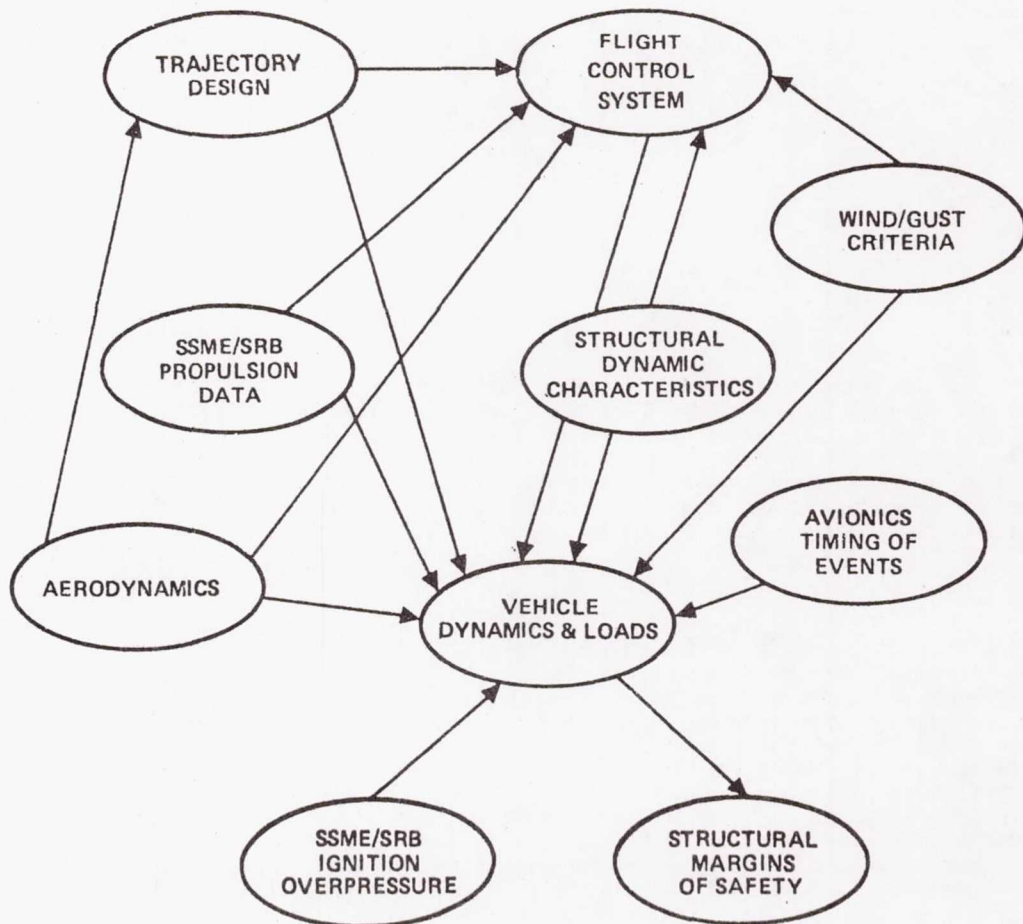 TRAJECTORY
DESIGN
FLIGHT
CONTROL
SYSTEM
WIND/GUST
CRITERIA
SSME/SRB
PROPULSION
DATA
STRUCTURAL
DYNAMIC
CHARACTERISTICS
AVIONICS
TIMING OF
EVENTS
AERODYNAMICS
VEHICLE
DYNAMICS & LOADS
SSME/SRB
IGNITION
OVERPRESSURE
STRUCTURAL
MARGINS
OF SAFETY